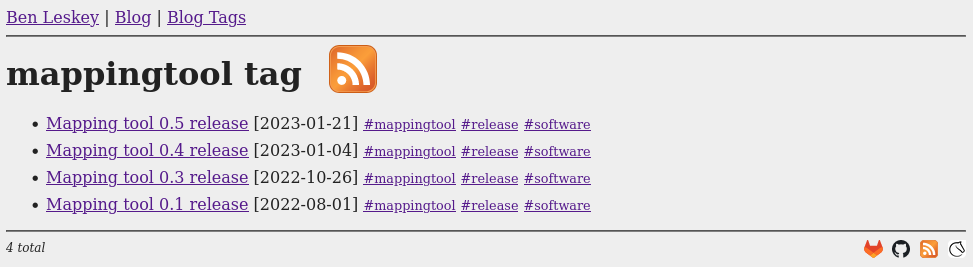 Ben Leskey | Blog | Blog Tags
mappingtool tag
• Mapping tool 0.5 release [2023-01-21] #mappingtool #release #software
• Mapping tool 0.4 release [2023-01-04] #mappingtool #release #software
• Mapping tool 0.3 release [2022-10-26] #mappingtool #release #software
• Mapping tool 0.1 release [2022-08-01] #mappingtool #release #software
4 total